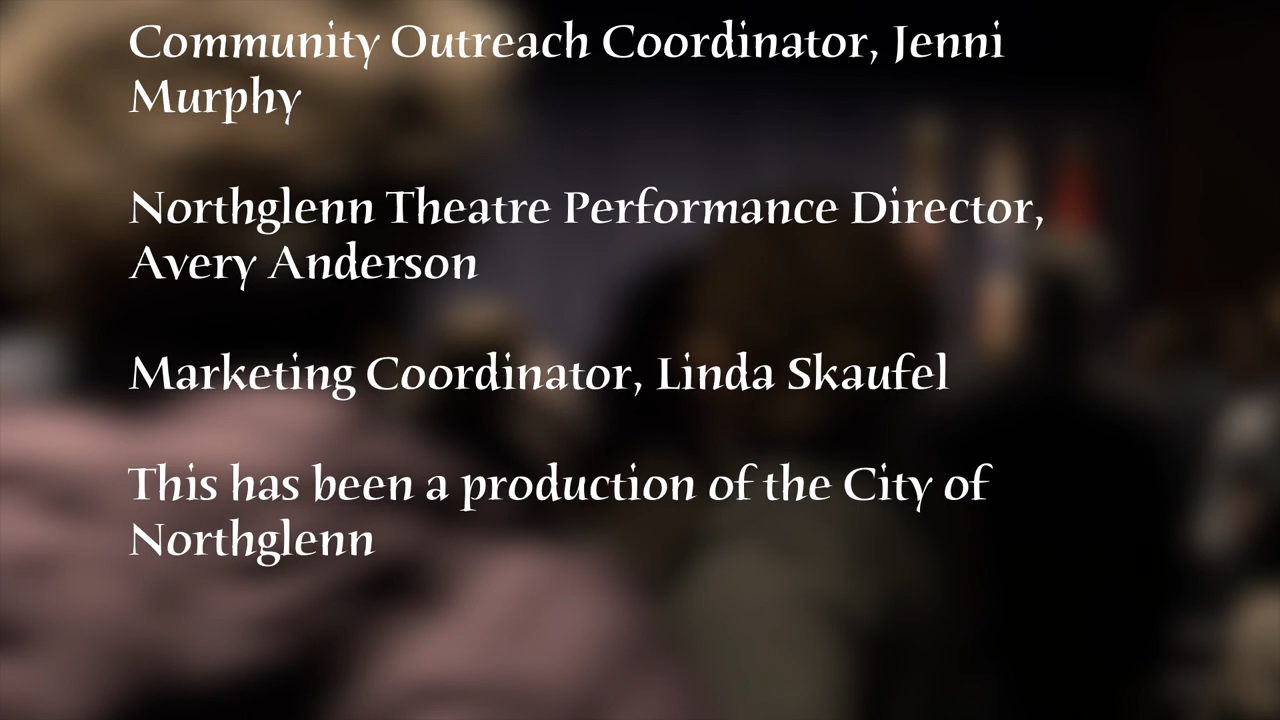 Community Outreach Coordinator, Jenni
Murphy
Northglenn Theatre Performance Director,
Avery Anderson
Marketing Coordinator, Linda Skaufel
This has been a production of the City of
Northglenn